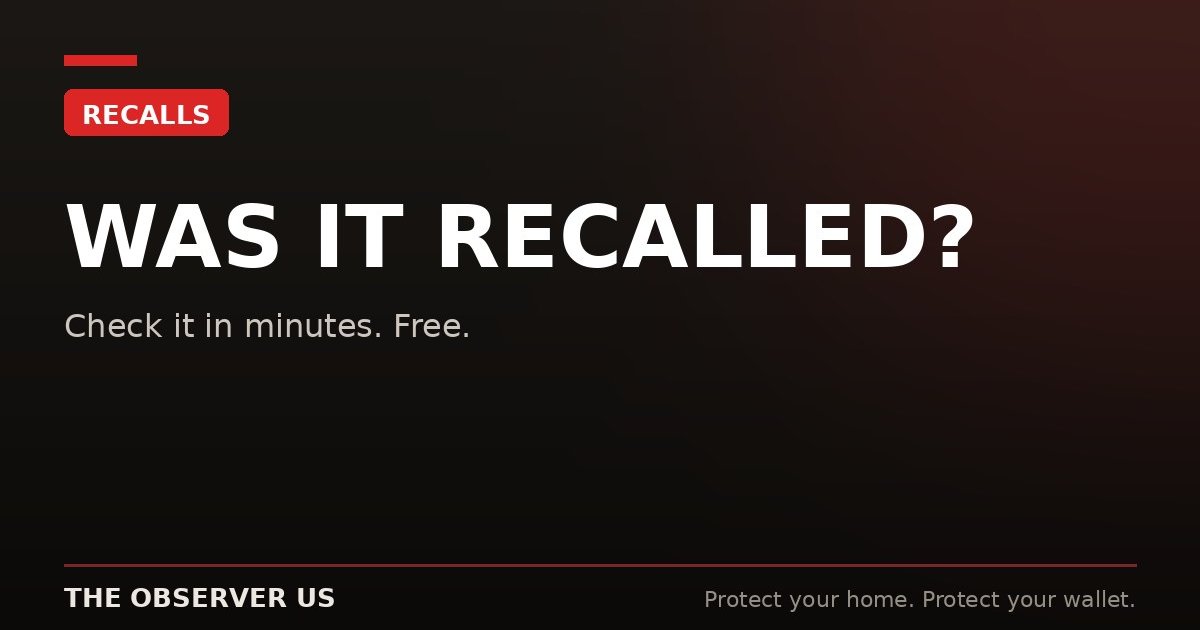 RECALLS
WAS IT RECALLED?
Check it in minutes. Free.
THE OBSERVER US
Protect your home. Protect your wallet.